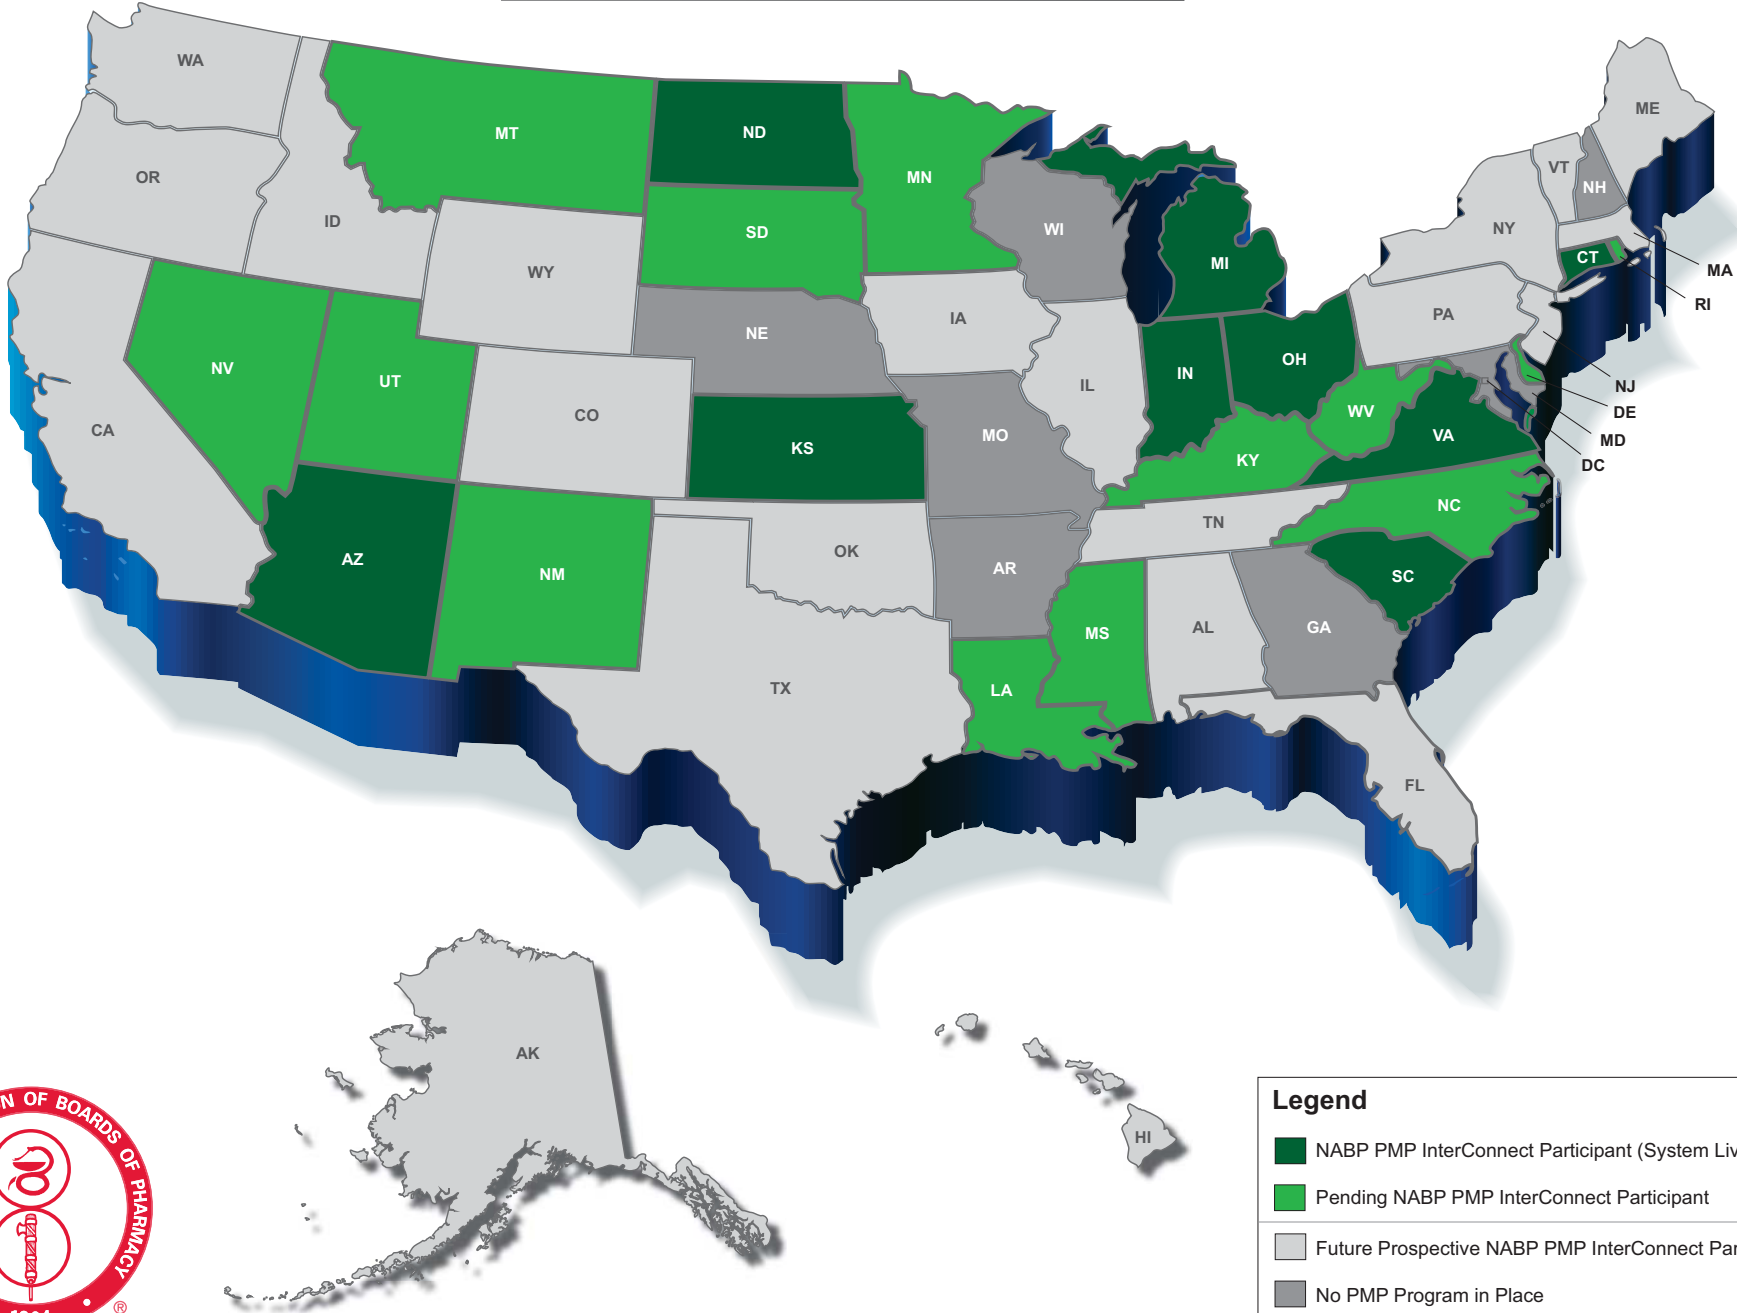 WA
ME
MT
ND
VT
OR
MN
NH
ID
NY
WI
SD
CT
MI
WY
MA
RI
PA
IA
NE
OH
NV
IN
UT
IL
NJ
CO
WV
DE
CA
MO
VA
MD
KS
KY
DC
NC
TN
OK
AZ
AR
NM
SC
GA
AL
MS
TX
LA
FL
AK
HI
OF BOARDS OF PHARMACY
®
Legend
NABP PMP InterConnect Participant (System
Pending NABP PMP InterConnect Participant
Future Prospective NABP PMP InterConnect
No PMP Program in Place